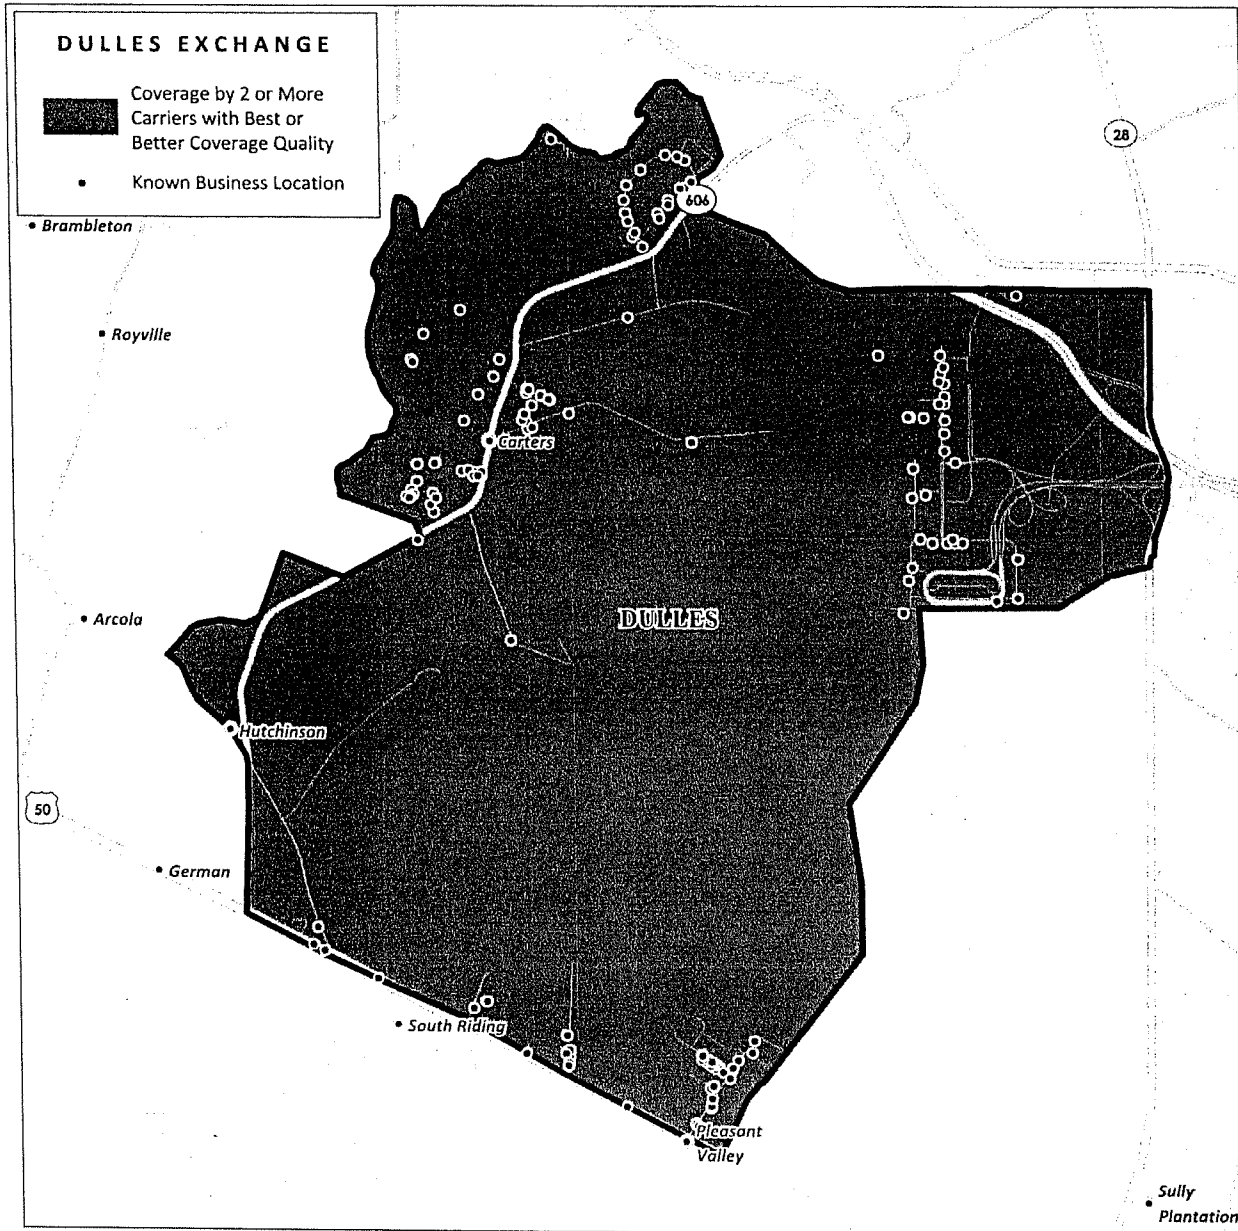 DULLES EXCHANGE
Coverage by 2 or More
Carriers with Best or
Better Coverage Quality
Known Business Location
28
606
Brambleton
Royville
Carters
Arcola
DULLES
Hutchinson
50
German
South Riding
Pleasant
Valley
Sully
Plantation